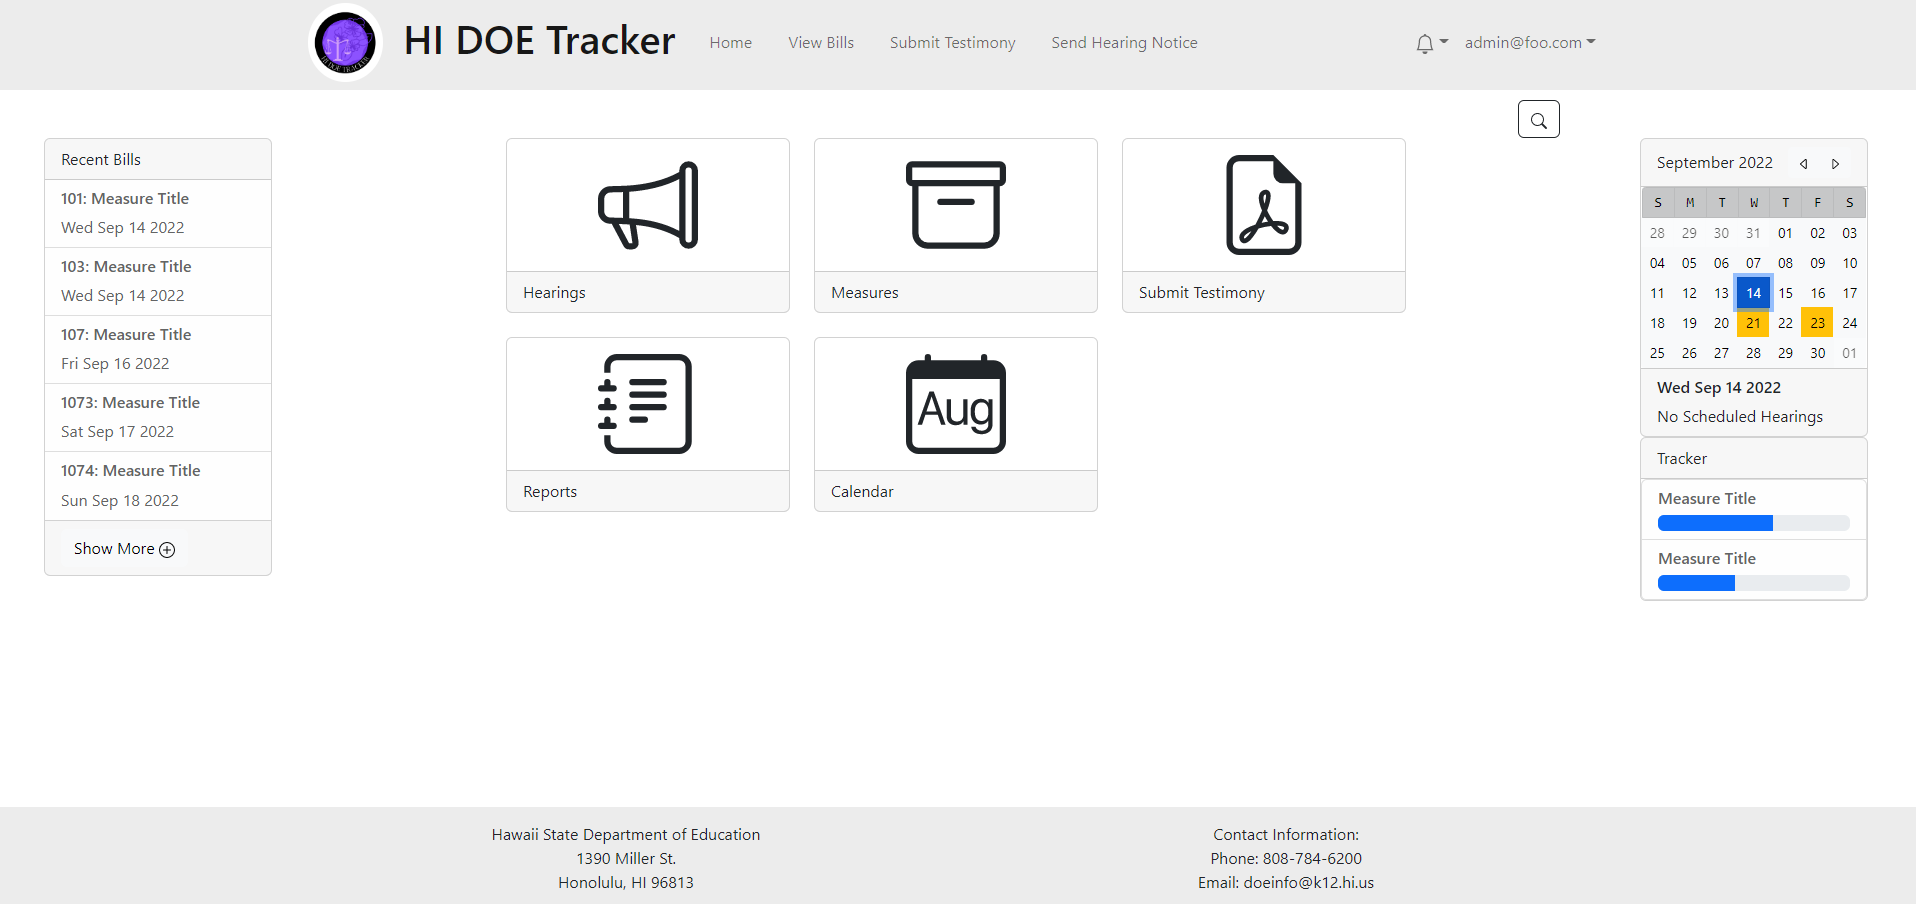 HI DOE TRACKER
HI DOE Tracker
Home
View Bills
Submit Testimony
Send Hearing Notice
admin@foo.com
Recent Bills
101: Measure Title
Wed Sep 14 2022
103: Measure Title
Wed Sep 14 2022
107: Measure Title
Fri Sep 16 2022
1073: Measure Title
Sat Sep 17 2022
1074: Measure Title
Sun Sep 18 2022
Show More
Hearings
Measures
Submit Testimony
Reports
Aug
Calendar
September 2022
S M T W T F S
28 29 30 31 01 02 03
04 05 06 07 08 09 10
11 12 13 14 15 16 17
18 19 20 21 22 23 24
25 26 27 28 29 30 01
Wed Sep 14 2022
No Scheduled Hearings
Tracker
Measure Title
Measure Title
Hawaii State Department of Education
1390 Miller St.
Honolulu, HI 96813
Contact Information:
Phone: 808-784-6200
Email: doeinfo@k12.hi.us